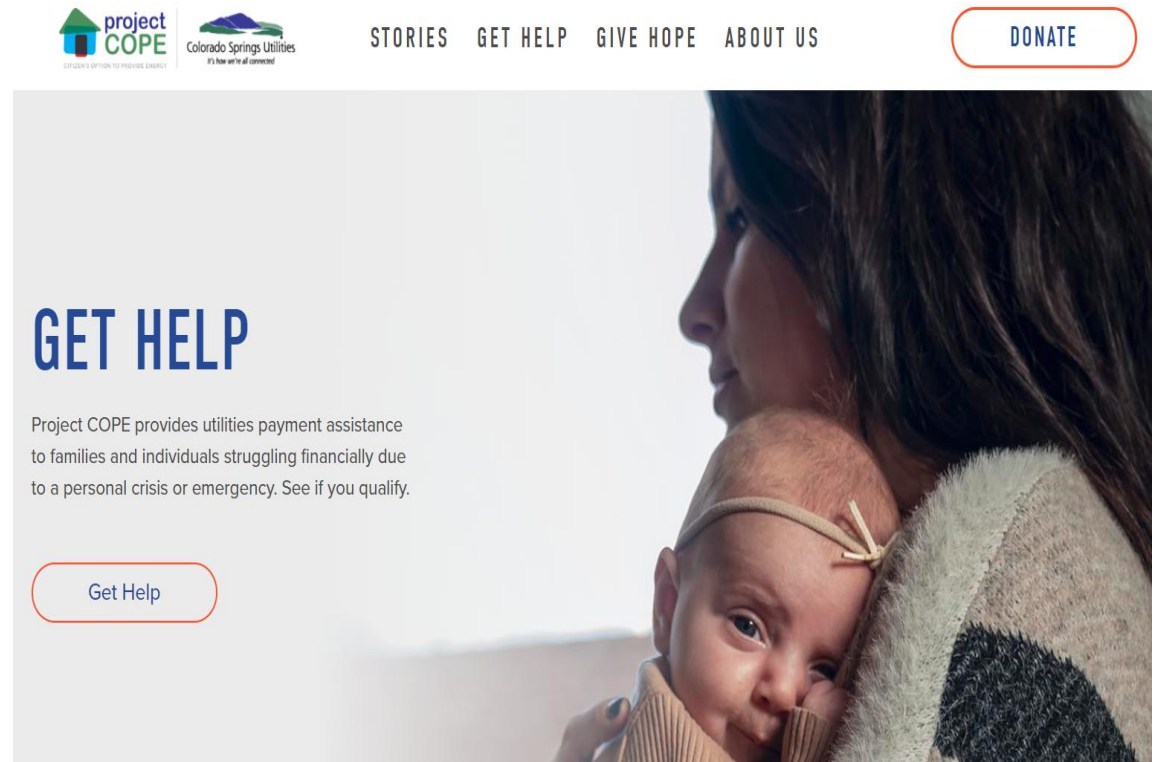 project
COPE
CITIZEN'S OPTION TO PROVIDE ENERGY
Colorado Springs Utilities
It's how we're all connected
STORIES GET HELP GIVE HOPE ABOUT US
DONATE
GET HELP
Project COPE provides utilities payment assistance
to families and individuals struggling financially due
to a personal crisis or emergency. See if you qualify.
Get Help